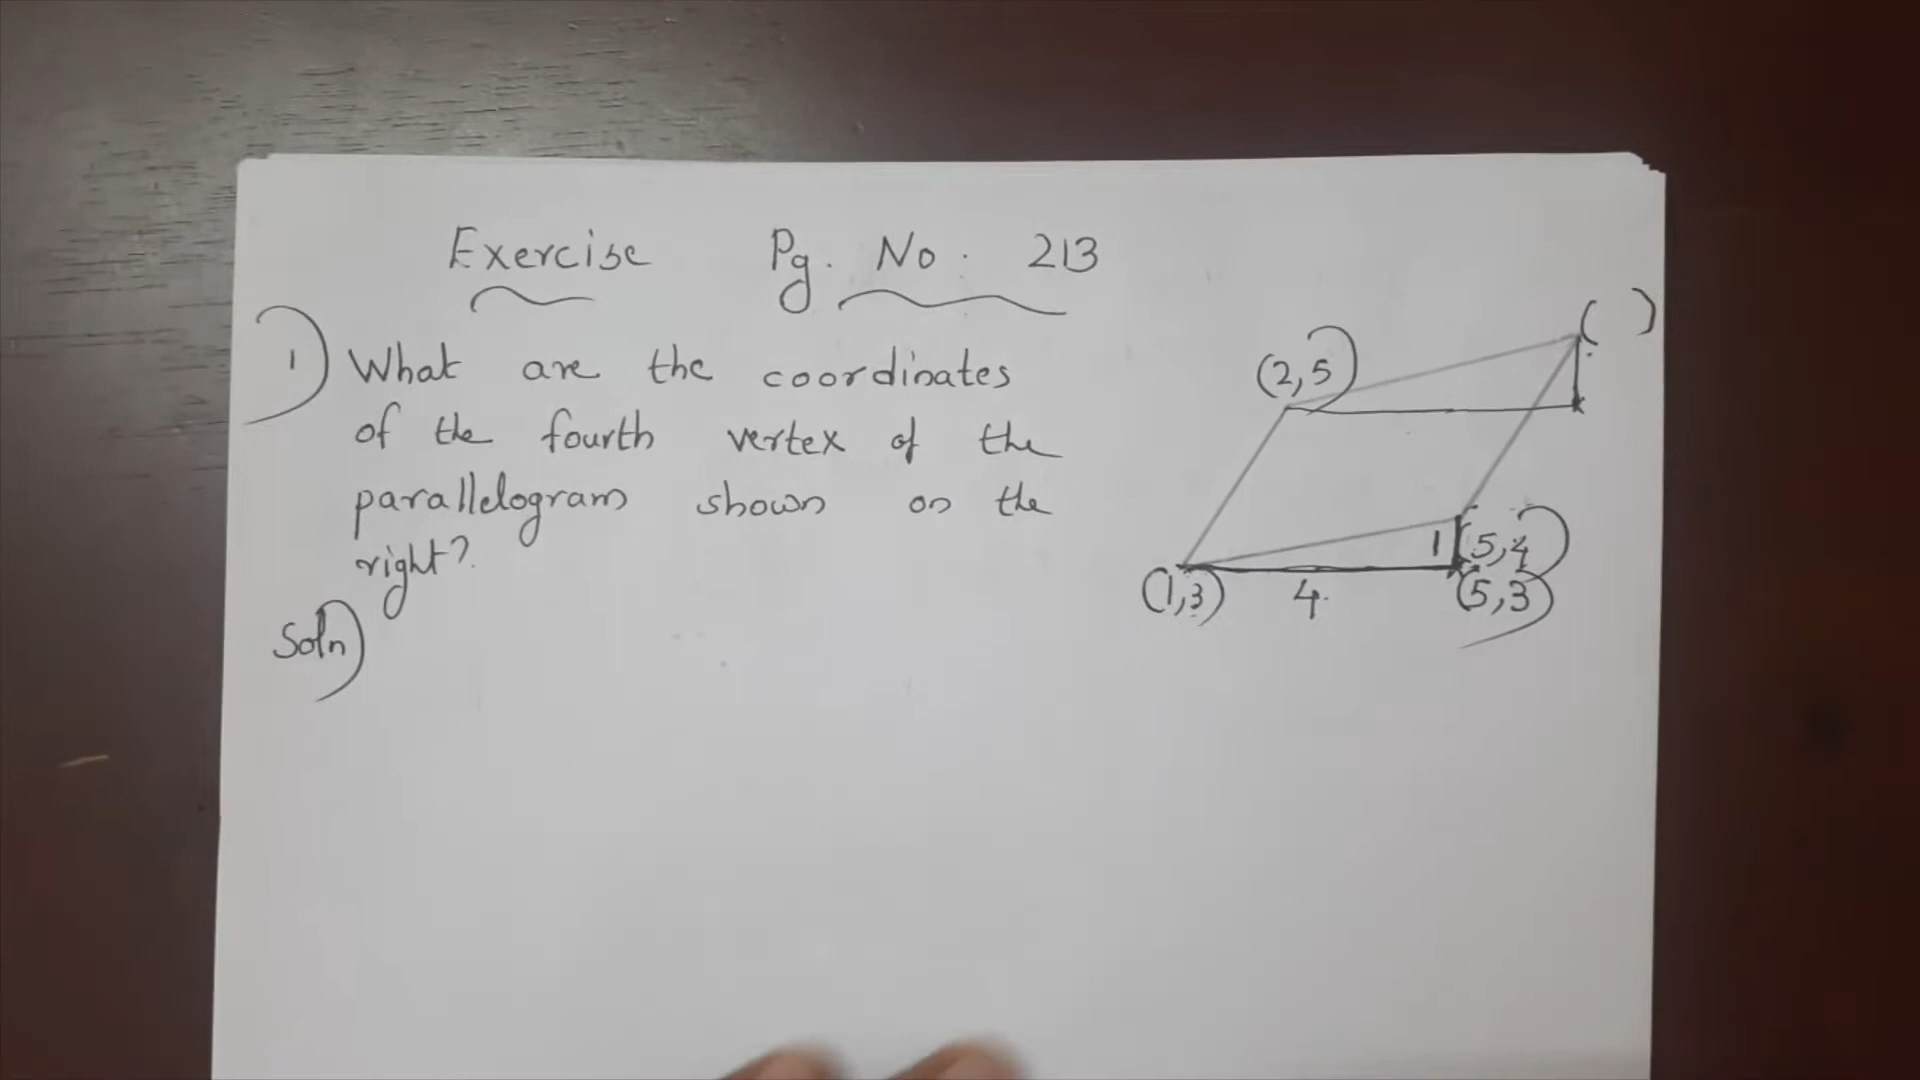 Exercise Pg. No. 213
1) What are the coordinates
of the fourth vertex of the
parallelogram shown on the
right?
Soln)
( )
(2,5)
1 (5,4)
(1,3) 4 (5,3)